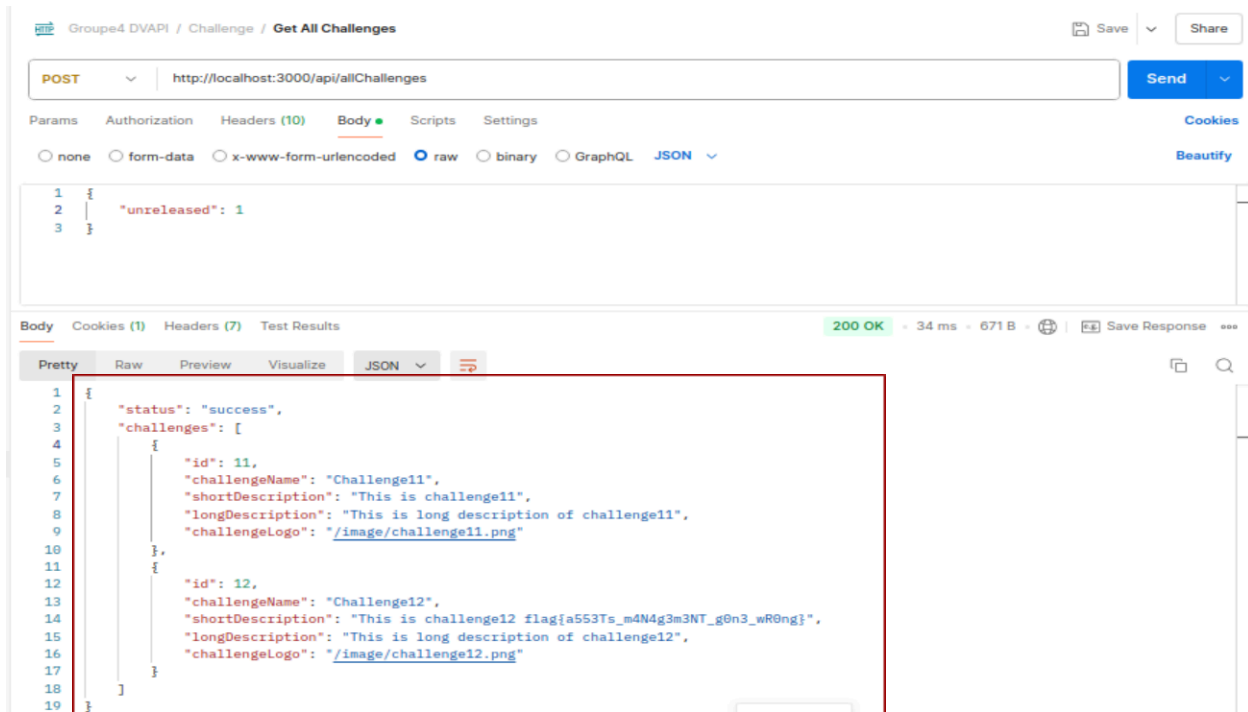 HTTP Groupe4 DVAPI / Challenge / Get All Challenges Save Share
POST http://localhost:3000/api/allChallenges Send
Params Authorization Headers (10) Body Scripts Settings Cookies
none form-data x-www-form-urlencoded raw binary GraphQL JSON Beautify
1 {
2 "unreleased": 1
3 }
Body Cookies (1) Headers (7) Test Results 200 OK 34 ms 671 B e.g. Save Response
Pretty Raw Preview Visualize JSON
1 {
2 "status": "success",
3 "challenges": [
4 {
5 "id": 11,
6 "challengeName": "Challenge11",
7 "shortDescription": "This is challenge11",
8 "longDescription": "This is long description of challenge11",
9 "challengeLogo": "/image/challenge11.png"
10 },
11 {
12 "id": 12,
13 "challengeName": "Challenge12",
14 "shortDescription": "This is challenge12 flag{a553Ts_m4N4g3m3NT_g0n3_wR0ng}",
15 "longDescription": "This is long description of challenge12",
16 "challengeLogo": "/image/challenge12.png"
17 }
18 ]
19 }